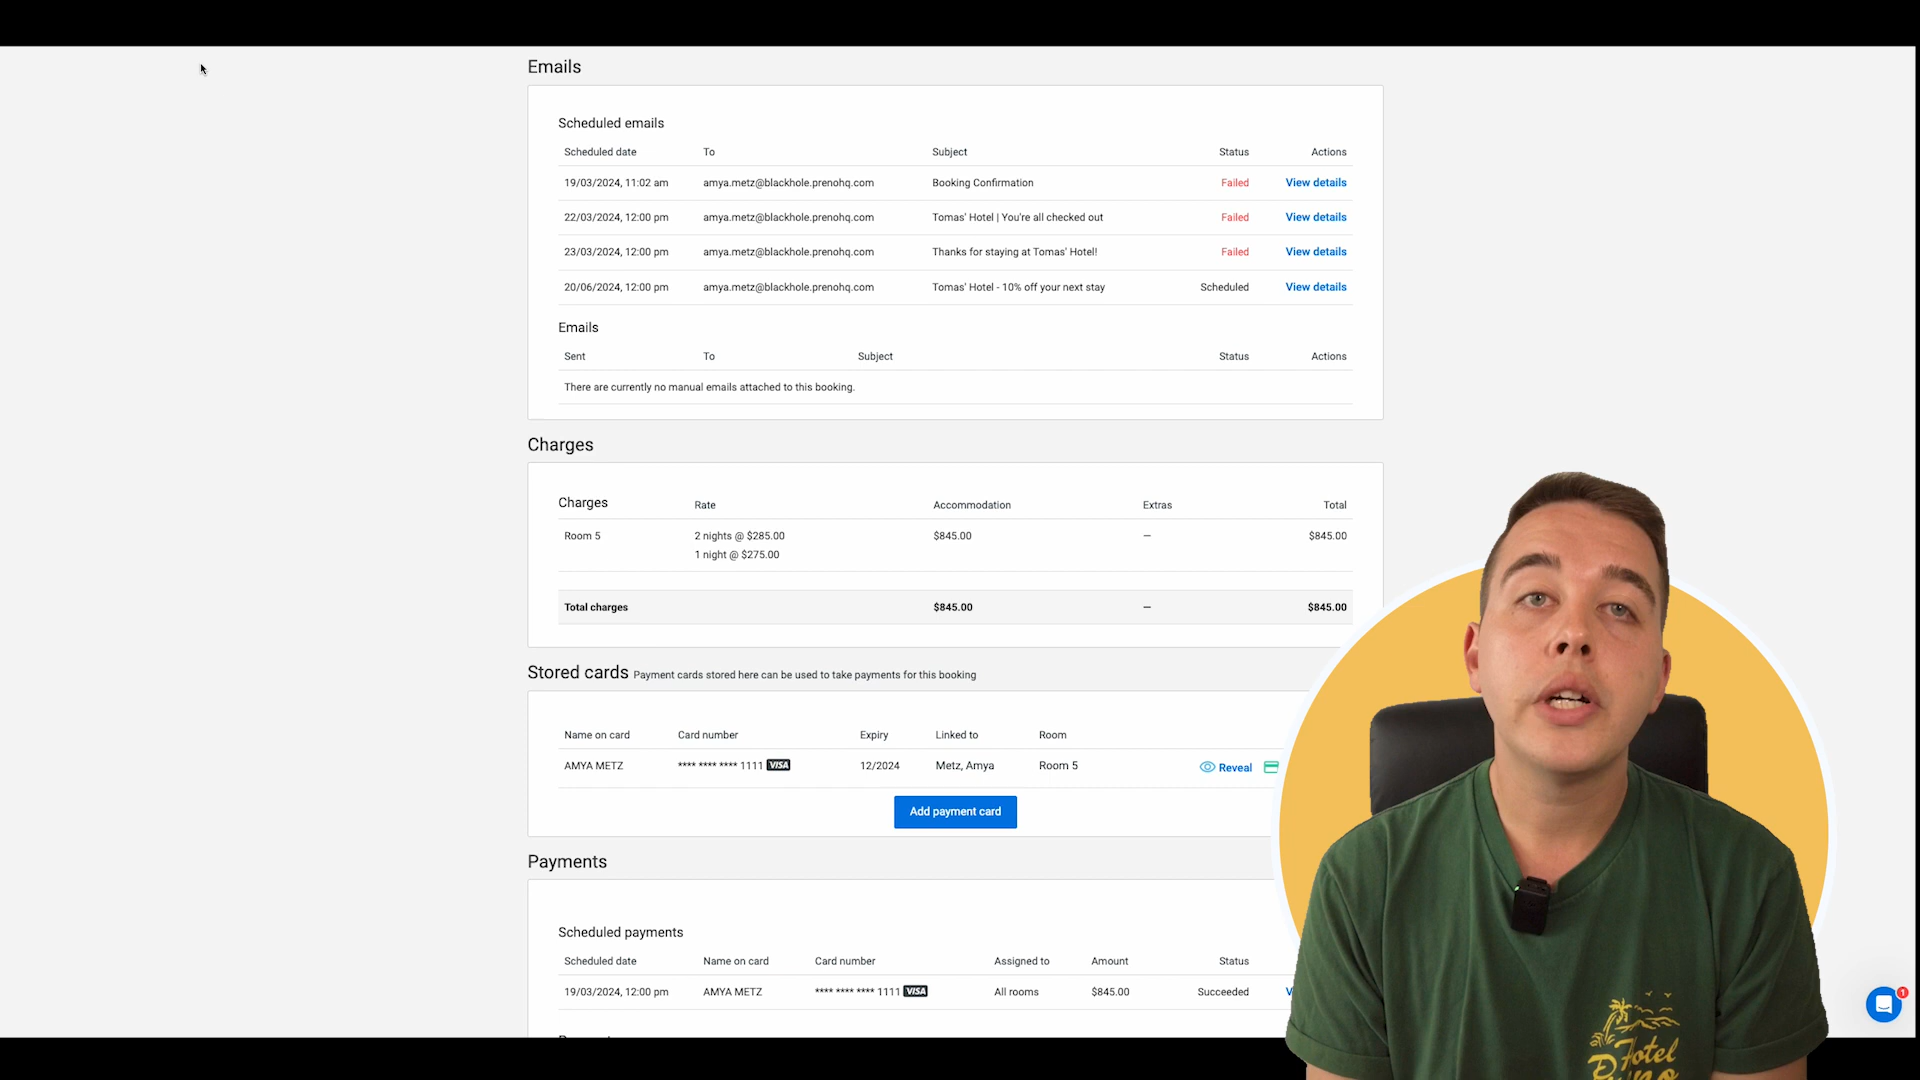 Emails
Scheduled emails
Scheduled date To Subject Status Actions
19/03/2024, 11:02 am amya.metz@blackhole.prenohq.com Booking Confirmation Failed View details
22/03/2024, 12:00 pm amya.metz@blackhole.prenohq.com Tomas' Hotel | You're all checked out Failed View details
23/03/2024, 12:00 pm amya.metz@blackhole.prenohq.com Thanks for staying at Tomas' Hotel! Failed View details
20/06/2024, 12:00 pm amya.metz@blackhole.prenohq.com Tomas' Hotel - 10% off your next stay Scheduled View details
Emails
Sent To Subject Status Actions
There are currently no manual emails attached to this booking.
Charges
Charges Rate Accommodation Extras Total
Room 5 2 nights @ $285.00 $845.00 — $845.00
1 night @ $275.00
Total charges $845.00 — $845.00
Stored cards Payment cards stored here can be used to take payments for this booking
Name on card Card number Expiry Linked to Room
AMYA METZ **** **** **** 1111 VISA 12/2024 Metz, Amya Room 5 Reveal
Add payment card
Payments
Scheduled payments
Scheduled date Name on card Card number Assigned to Amount Status
19/03/2024, 12:00 pm AMYA METZ **** **** **** 1111 VISA All rooms $845.00 Succeeded
1
Hotel